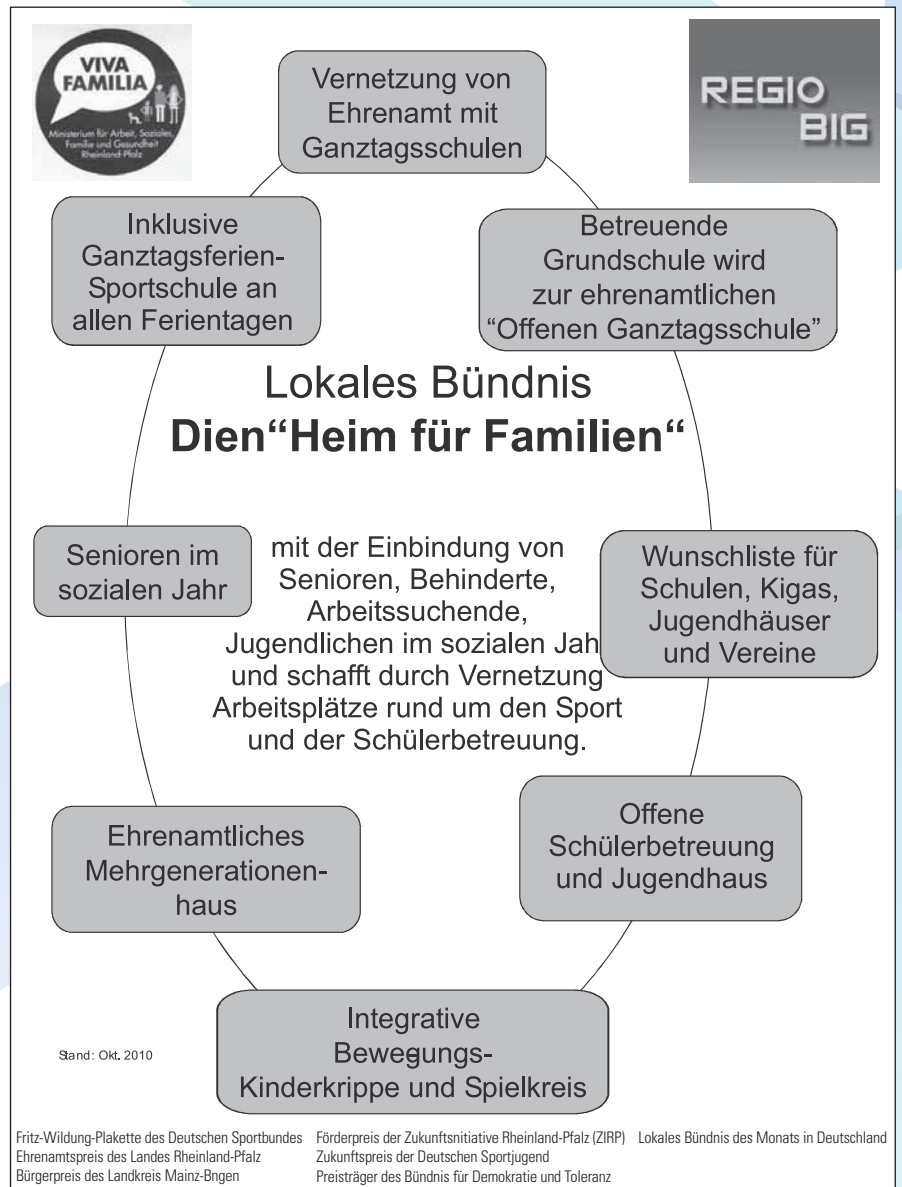 VIVA
FAMILIA
Ministerium für Arbeit, Soziales,
Familie und Gesundheit
Rheinland-Pfalz
Vernetzung von
Ehrenamt mit
Ganztagsschulen
REGIO
BIG
Inklusive
Ganztagsferien-
Sportschule an
allen Ferientagen
Betreuende
Grundschule wird
zur ehrenamtlichen
“Offenen Ganztagsschule”
Lokales Bündnis
Dien“Heim für Familien“
Senioren im
sozialen Jahr
mit der Einbindung von
Senioren, Behinderte,
Arbeitssuchende,
Jugendlichen im sozialen Jah
und schafft durch Vernetzung
Arbeitsplätze rund um den Sport
und der Schülerbetreuung.
Wunschliste für
Schulen, Kigas,
Jugendhäuser
und Vereine
Ehrenamtliches
Mehrgenerationen-
haus
Offene
Schülerbetreuung
und Jugendhaus
Integrative
Bewegungs-
Kinderkrippe und Spielkreis
Stand: Okt. 2010
Fritz-Wildung-Plakette des Deutschen Sportbundes
Ehrenamtspreis des Landes Rheinland-Pfalz
Bürgerpreis des Landkreis Mainz-Bngen
Förderpreis der Zukunftsnitiative Rheinland-Pfalz (ZIRP)
Zukunftspreis der Deutschen Sportjugend
Preisträger des Bündnis für Demokratie und Toleranz
Lokales Bündnis des Monats in Deutschland